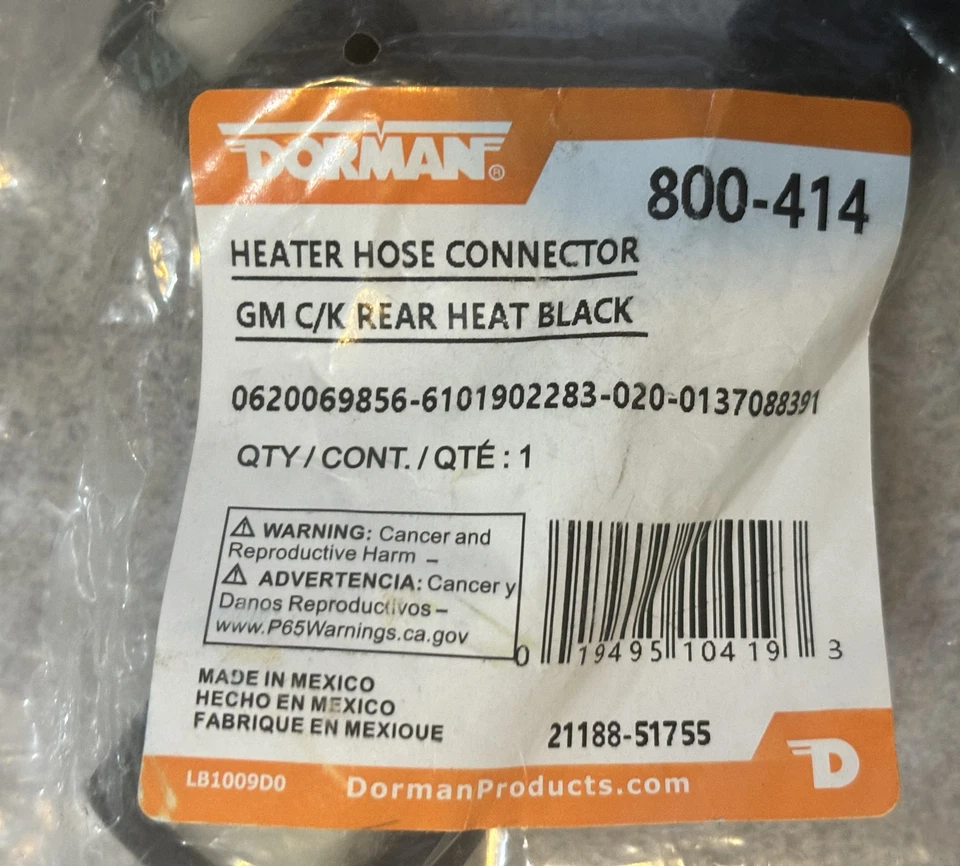 DORMAN®
800-414
HEATER HOSE CONNECTOR
GM C/K REAR HEAT BLACK
0620069856-6101902283-020-0137088391
QTY / CONT. / QTÉ : 1
⚠ WARNING: Cancer and
Reproductive Harm –
⚠ ADVERTENCIA: Cancer y
Danos Reproductivos –
www.P65Warnings.ca.gov
0 19495 10419 3
MADE IN MEXICO
HECHO EN MEXICO
FABRIQUE EN MEXIQUE
21188-51755
D
LB1009D0
DormanProducts.com